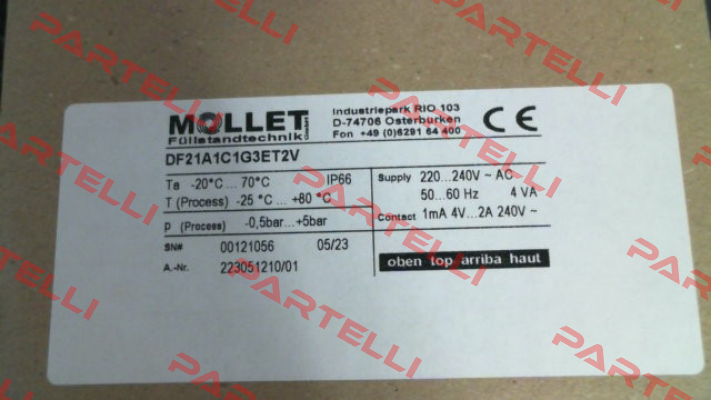 MOLLET
Füllstandtechnik GmbH
Industriepark RIO 103
D-74706 Osterburken
Fon +49 (0)6291 64 400
CE
DF21A1C1G3ET2V
Ta -20°C ... 70°C IP66
T (Process) -25 °C ... +80 °C
p (Process) -0,5bar...+5bar
SN# 00121056 05/23
A.-Nr. 223051210/01
Supply 220...240V ~ AC
50...60 Hz 4 VA
Contact 1mA 4V...2A 240V ~
oben top arriba haut
PARTELLI
PARTELLI
PARTELLI
PARTELLI
PARTELLI
PARTELLI
PARTELLI